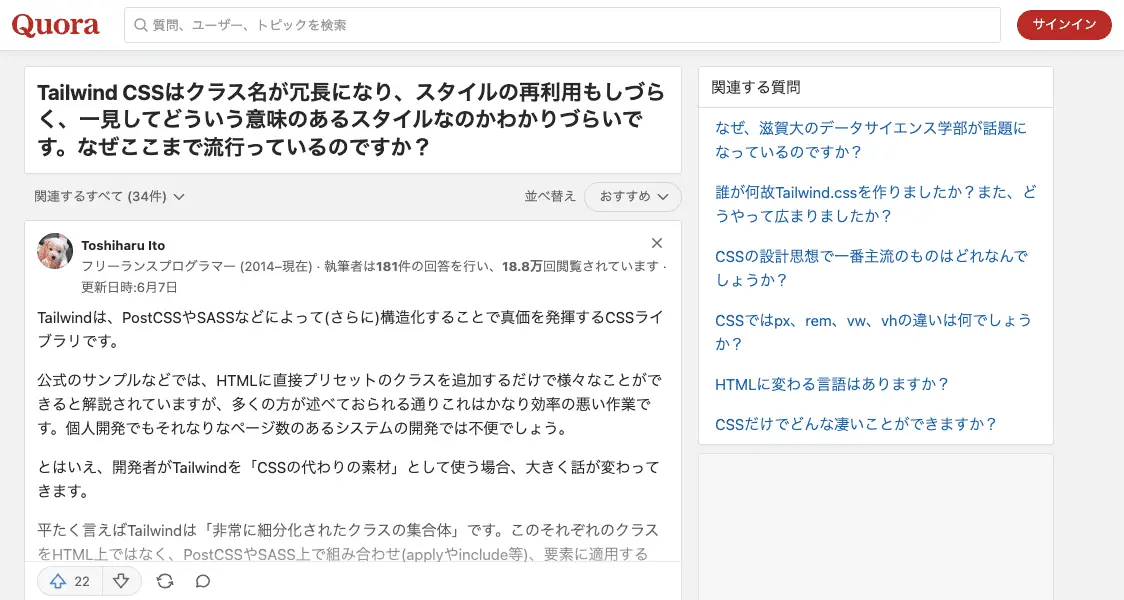 Quora
質問、ユーザー、トピックを検索
サインイン
Tailwind CSSはクラス名が冗長になり、スタイルの再利用もしづら
く、一見してどういう意味のあるスタイルなのかわかりづらいで
す。なぜここまで流行っているのですか？
関連するすべて (34件)
並べ替え
おすすめ
Toshiharu Ito
フリーランスプログラマー (2014–現在) · 執筆者は181件の回答を行い、18.8万回閲覧されています ·
更新日時:6月7日
Tailwindは、PostCSSやSASSなどによって(さらに)構造化することで真価を発揮するCSSライ
ブラリです。
公式のサンプルなどでは、HTMLに直接プリセットのクラスを追加するだけで様々なことがで
きると解説されていますが、多くの方が述べておられる通りこれはかなり効率の悪い作業で
す。個人開発でもそれなりなページ数のあるシステムの開発では不便でしょう。
とはいえ、開発者がTailwindを「CSSの代わりの素材」として使う場合、大きく話が変わって
きます。
平たく言えばTailwindは「非常に細分化されたクラスの集合体」です。このそれぞれのクラス
をHTML上ではなく、PostCSSやSASS上で組み合わせ(applyやinclude等)、要素に適用する
22
関連する質問
なぜ、滋賀大のデータサイエンス学部が話題に
なっているのですか？
誰が何故Tailwind.cssを作りましたか？また、ど
うやって広まりましたか？
CSSの設計思想で一番主流のものはどれなんで
しょうか？
CSSではpx、rem、vw、vhの違いは何でしょう
か？
HTMLに変わる言語はありますか？
CSSだけでどんな凄いことができますか？